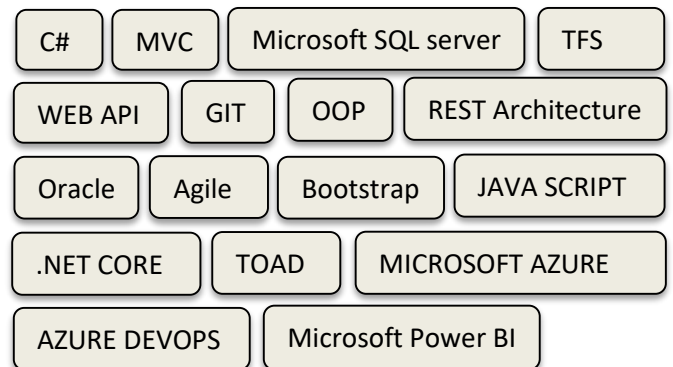 C# MVC Microsoft SQL server TFS
WEB API GIT OOP REST Architecture
Oracle Agile Bootstrap JAVA SCRIPT
.NET CORE TOAD MICROSOFT AZURE
AZURE DEVOPS Microsoft Power BI